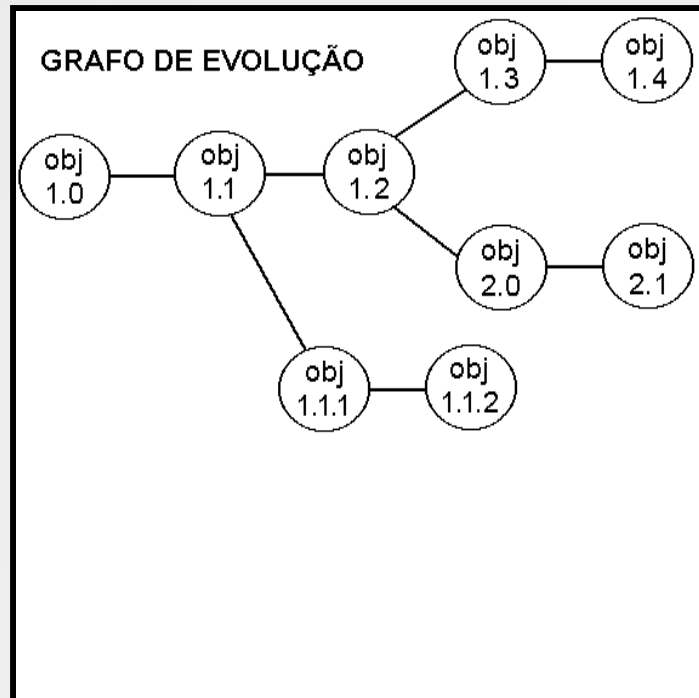 GRAFO DE EVOLUÇÃO
obj
1.3
obj
1.4
obj
1.0
obj
1.1
obj
1.2
obj
2.0
obj
2.1
obj
1.1.1
obj
1.1.2